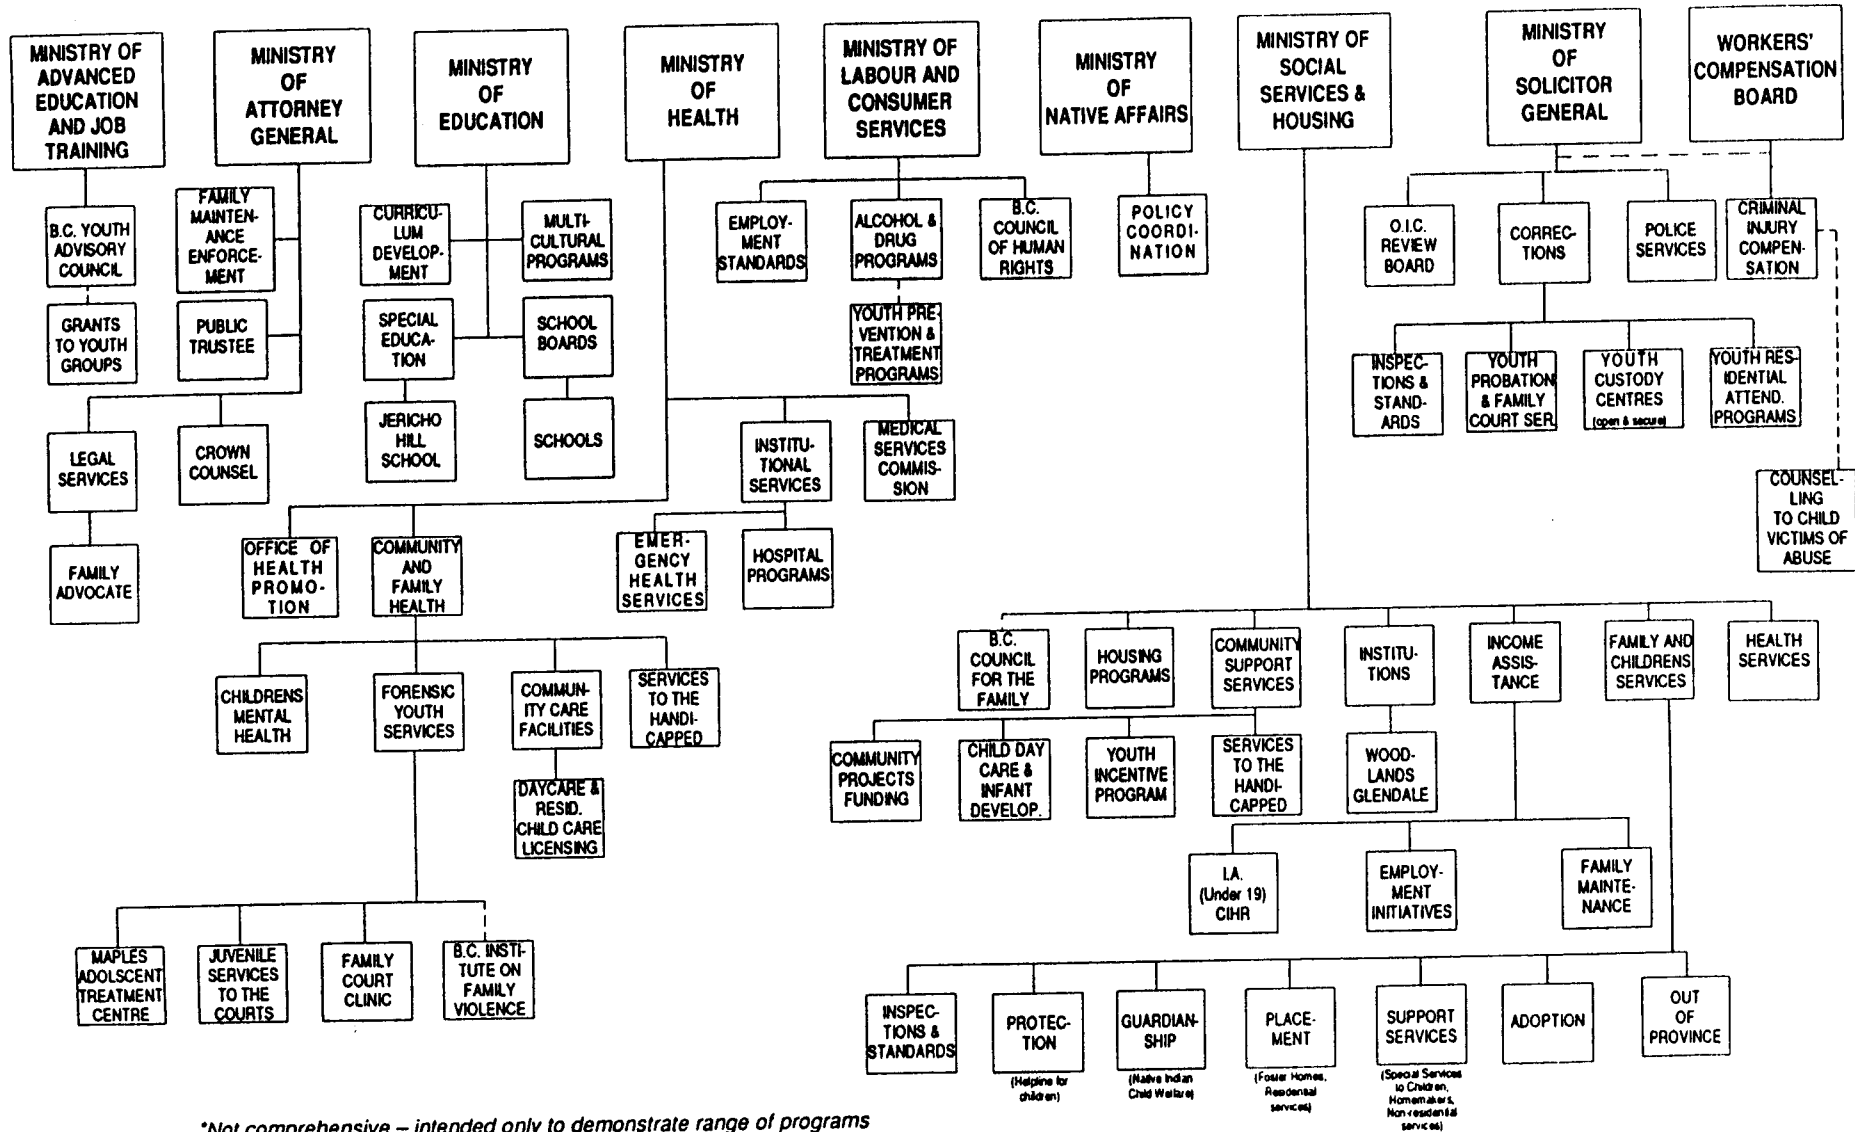 MINISTRY OF
ADVANCED
EDUCATION
AND JOB
TRAINING
MINISTRY
OF
ATTORNEY
GENERAL
MINISTRY
OF
EDUCATION
MINISTRY
OF
HEALTH
MINISTRY OF
LABOUR AND
CONSUMER
SERVICES
MINISTRY
OF
NATIVE AFFAIRS
MINISTRY OF
SOCIAL
SERVICES &
HOUSING
MINISTRY
OF
SOLICITOR
GENERAL
WORKERS'
COMPENSATION
BOARD
B.C. YOUTH
ADVISORY
COUNCIL
GRANTS
TO YOUTH
GROUPS
FAMILY
MAINTEN-
ANCE
ENFORCE-
MENT
PUBLIC
TRUSTEE
LEGAL
SERVICES
CROWN
COUNSEL
FAMILY
ADVOCATE
CURRICU-
LUM
DEVELOP-
MENT
MULTI-
CULTURAL
PROGRAMS
SPECIAL
EDUCA-
TION
SCHOOL
BOARDS
JERICHO
HILL
SCHOOL
SCHOOLS
EMPLOY-
MENT
STANDARDS
ALCOHOL &
DRUG
PROGRAMS
B.C.
COUNCIL
OF HUMAN
RIGHTS
YOUTH PRE-
VENTION &
TREATMENT
PROGRAMS
POLICY
COORDI-
NATION
O.I.C.
REVIEW
BOARD
CORREC-
TIONS
POLICE
SERVICES
CRIMINAL
INJURY
COMPEN-
SATION
INSPEC-
TIONS &
STAND-
ARDS
YOUTH
PROBATION
& FAMILY
COURT SER.
YOUTH
CUSTODY
CENTRES
(open & secure)
YOUTH RES-
IDENTIAL
ATTEND.
PROGRAMS
COUNSEL-
LING
TO CHILD
VICTIMS OF
ABUSE
INSTITU-
TIONAL
SERVICES
MEDICAL
SERVICES
COMMIS-
SION
OFFICE OF
HEALTH
PROMO-
TION
COMMUNITY
AND
FAMILY
HEALTH
EMER-
GENCY
HEALTH
SERVICES
HOSPITAL
PROGRAMS
CHILDRENS
MENTAL
HEALTH
FORENSIC
YOUTH
SERVICES
COMMUN-
ITY CARE
FACILITIES
SERVICES
TO THE
HANDI-
CAPPED
DAYCARE &
RESID.
CHILD CARE
LICENSING
MAPLES
ADOLSCENT
TREATMENT
CENTRE
JUVENILE
SERVICES
TO THE
COURTS
FAMILY
COURT
CLINIC
B.C. INSTI-
TUTE ON
FAMILY
VIOLENCE
B.C.
COUNCIL
FOR THE
FAMILY
HOUSING
PROGRAMS
COMMUNITY
SUPPORT
SERVICES
INSTITU-
TIONS
INCOME
ASSIS-
TANCE
FAMILY AND
CHILDRENS
SERVICES
HEALTH
SERVICES
COMMUNITY
PROJECTS
FUNDING
CHILD DAY
CARE &
INFANT
DEVELOP.
YOUTH
INCENTIVE
PROGRAM
SERVICES
TO THE
HANDI-
CAPPED
WOOD-
LANDS
GLENDALE
I.A.
(Under 19)
CIHR
EMPLOY-
MENT
INITIATIVES
FAMILY
MAINTE-
NANCE
INSPEC-
TIONS &
STANDARDS
PROTEC-
TION
(Helpline for
children)
GUARDIAN-
SHIP
(Native Indian
Child Welfare)
PLACE-
MENT
(Foster Homes,
Residential
services)
SUPPORT
SERVICES
(Special Services
to Children,
Homemakers,
Non-residential
services)
ADOPTION
OUT
OF
PROVINCE
*Not comprehensive – intended only to demonstrate range of programs